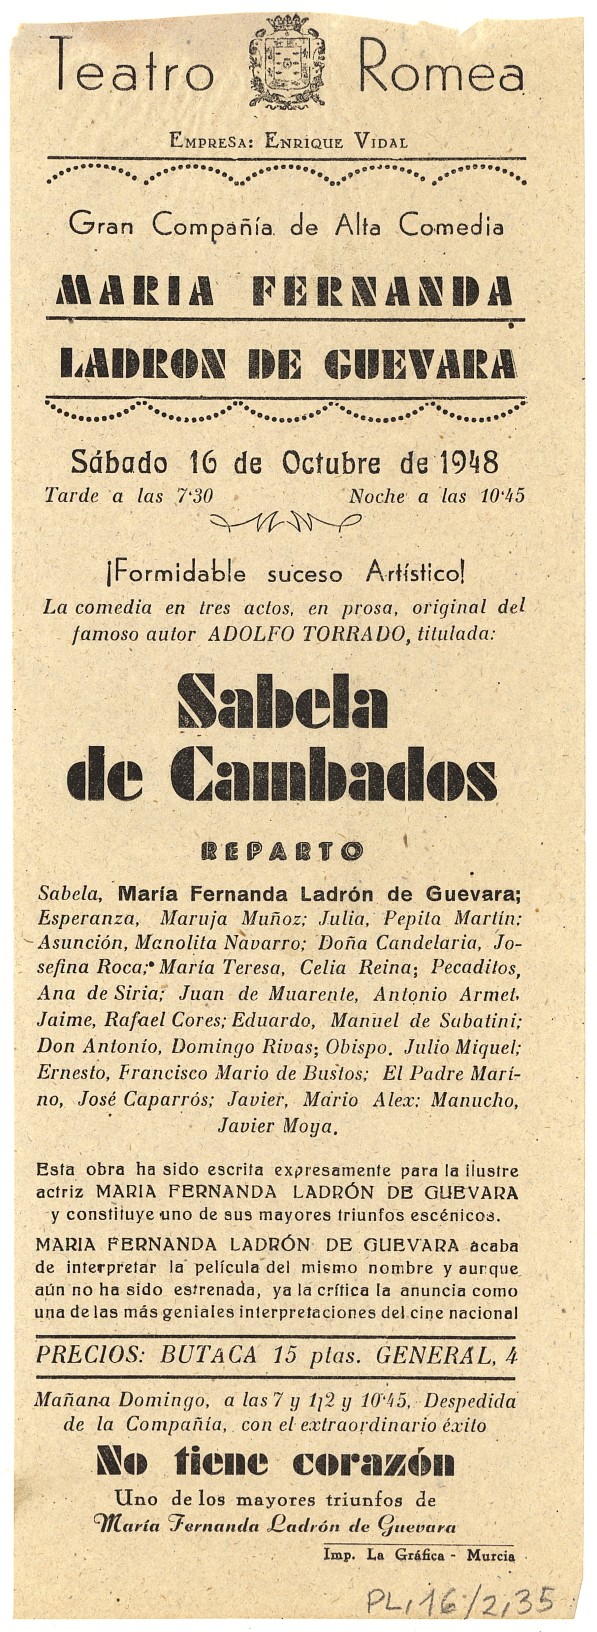 Teatro Romea
EMPRESA: ENRIQUE VIDAL
Gran Compañía de Alta Comedia
MARIA FERNANDA
LADRON DE GUEVARA
Sábado 16 de Octubre de 1948
Tarde a las 7'30 Noche a las 10'45
¡Formidable suceso Artístico!
La comedia en tres actos, en prosa, original del
famoso autor ADOLFO TORRADO, titulada:
Sabela
de Cambados
REPARTO
Sabela, María Fernanda Ladrón de Guevara;
Esperanza, Maruja Muñoz; Julia, Pepita Martín;
Asunción, Manolita Navarro; Doña Candelaria, Jo-
sefina Roca; María Teresa, Celia Reina; Pecaditos,
Ana de Siria; Juan de Muarente, Antonio Armet,
Jaime, Rafael Cores; Eduardo, Manuel de Sabatini;
Don Antonío, Domingo Rivas; Obispo. Julio Miquel;
Ernesto, Francisco Mario de Bustos; El Padre Marí-
no, José Caparrós; Javier, Mario Alex; Manucho,
Javier Moya.
Esta obra ha sido escrita expresamente para la ilustre
actriz MARIA FERNANDA LADRÓN DE GUEVARA
y constituye uno de sus mayores triunfos escénicos.
MARIA FERNANDA LADRÓN DE GUEVARA acaba
de interpretar la película del mismo nombre y aurque
aún no ha sido estrenada, ya la crítica la anuncia como
una de las más geniales interpretaciones del cine nacional
PRECIOS: BUTACA 15 ptas. GENERAL, 4
Mañana Domingo, a las 7 y 1¡2 y 10'45, Despedida
de la Compañía, con el extraordinario éxito
No tiene corazón
Uno de los mayores triunfos de
María Fernanda Ladrón de Guevara
Imp. La Gráfica - Murcia
PL, 16/2, 35